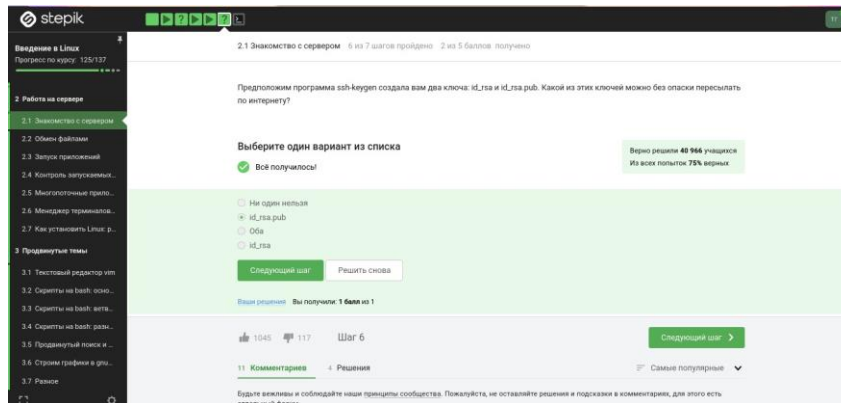 stepik
Введение в Linux
Прогресс по курсу: 125/137
2 Работа на сервере
2.1 Знакомство с сервером
2.2 Обмен файлами
2.3 Запуск приложений
2.4 Контроль запускаемых...
2.5 Многопоточные прило...
2.6 Менеджер терминалов...
2.7 Как установить Linux: р...
3 Продвинутые темы
3.1 Текстовый редактор vim
3.2 Скрипты на bash: осно...
3.3 Скрипты на bash: ветв...
3.4 Скрипты на bash: разн...
3.5 Продвинутый поиск и ...
3.6 Строим графики в gnu...
3.7 Разное
2.1 Знакомство с сервером 6 из 7 шагов пройдено 2 из 5 баллов получено
Предположим программа ssh-keygen создала вам два ключа: id_rsa и id_rsa.pub. Какой из этих ключей можно без опаски пересылать
по интернету?
Выберите один вариант из списка
Всё получилось!
Верно решили 40 966 учащихся
Из всех попыток 75% верных
Ни один нельзя
id_rsa.pub
Оба
id_rsa
Следующий шаг
Решить снова
Ваши решения Вы получили: 1 балл из 1
1045 117 Шаг 6
Следующий шаг
11 Комментариев
4 Решения
Самые популярные
Будьте вежливы и соблюдайте наши принципы сообщества. Пожалуйста, не оставляйте решения и подсказки в комментариях, для этого есть